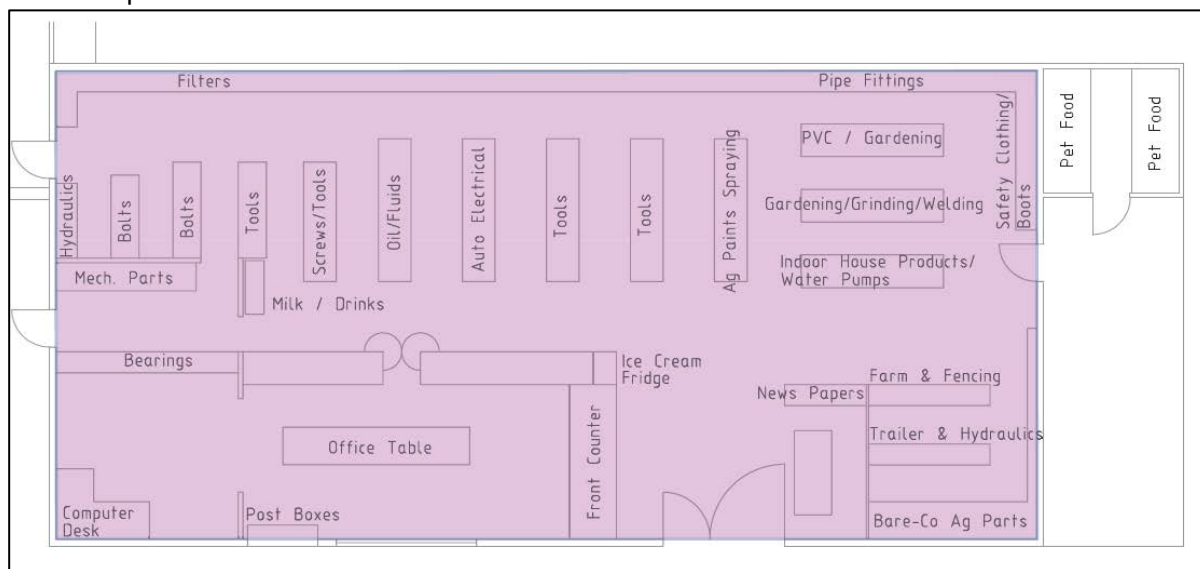 Filters
Pipe Fittings
Safety Clothing/
Boots
Pet Food
Pet Food
PVC / Gardening
Hydraulics
Bolts
Bolts
Tools
Screws/Tools
Oil/Fluids
Auto Electrical
Tools
Tools
Ag Paints Spraying
Gardening/Grinding/Welding
Indoor House Products/
Water Pumps
Mech. Parts
Milk / Drinks
Bearings
Ice Cream
Fridge
Farm & Fencing
News Papers
Trailer & Hydraulics
Office Table
Front Counter
Computer
Desk
Post Boxes
Bare-Co Ag Parts